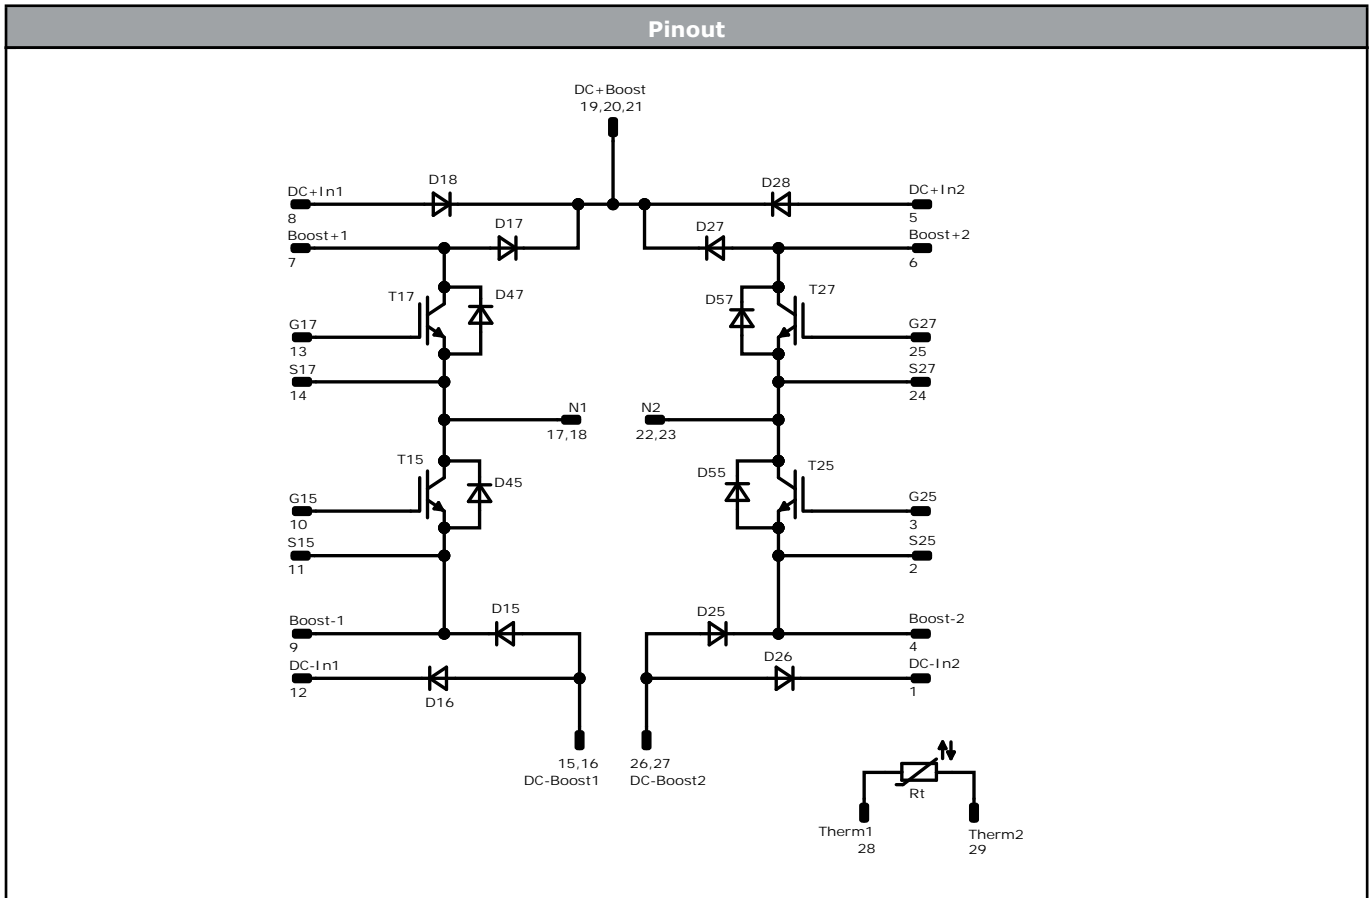 Pinout
DC+Boost
19,20,21
D18
D28
DC+In1
DC+In2
8
5
D17
D27
Boost+1
Boost+2
7
6
T17
D47
D57
T27
G17
G27
13
25
S17
S27
14
24
N1
N2
17,18
22,23
T15
D45
D55
T25
G15
G25
10
3
S15
S25
11
2
D15
D25
Boost-1
Boost-2
9
4
D26
DC-In1
DC-In2
12
1
D16
15,16
26,27
DC-Boost1
DC-Boost2
Rt
Therm1
Therm2
28
29